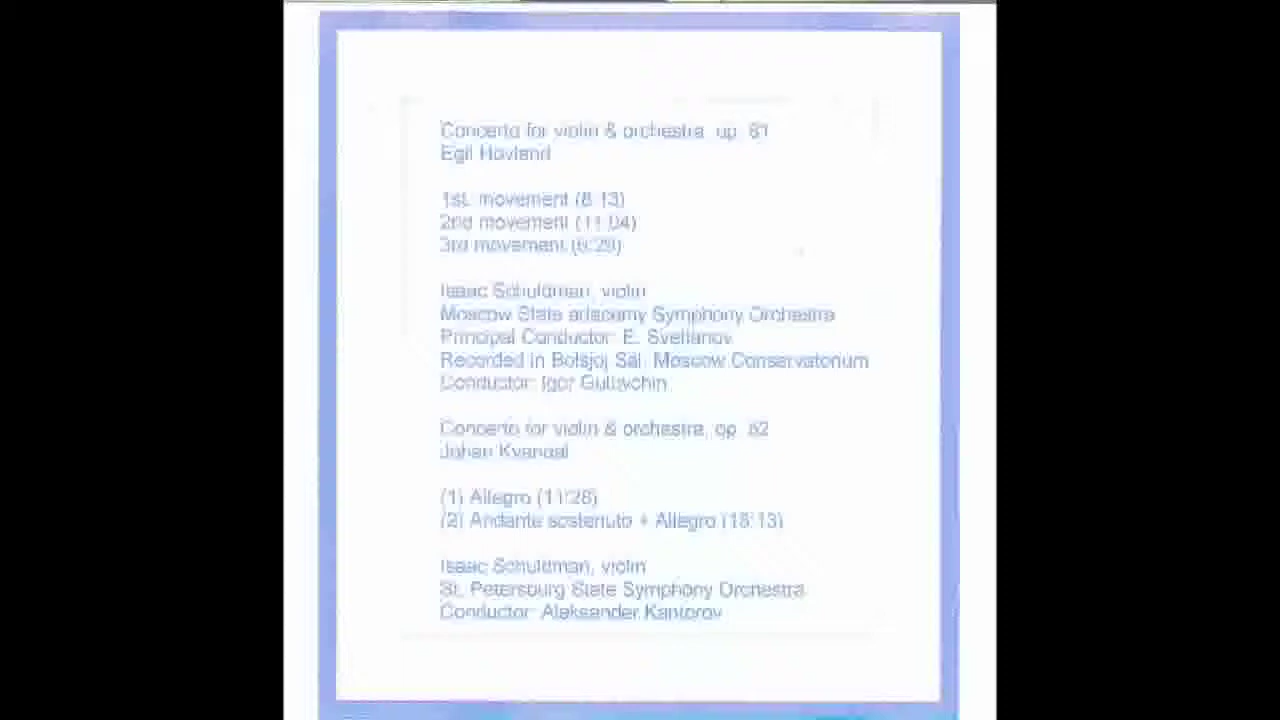 Concerto for violin & orchestra, op. 81
Egil Hovland
1st. movement (8:13)
2nd movement (11:04)
3rd movement (6:29)
Isaac Schuldman, violin
Moscow State adacemy Symphony Orchestra
Principal Conductor: E. Svetlanov
Recorded in Bolsjoj Sal, Moscow Conservatorium
Conductor: Igor
Concerto for violin & orchestra, op. 52
Johan Kvandal
(1) Allegro (11:28)
(2) Andante sostenuto + Allegro (18:13)
Isaac Schuldman, violin
St. Petersburg State Symphony Orchestra
Conductor: Aleksander Kantorov